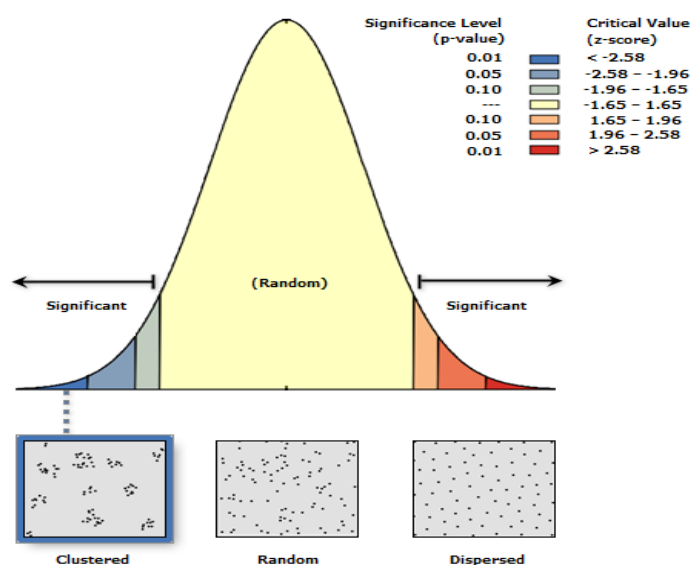 Significance Level Critical Value
(p-value) (z-score)
0.01 < -2.58
0.05 -2.58 – -1.96
0.10 -1.96 – -1.65
--- -1.65 – 1.65
0.10 1.65 – 1.96
0.05 1.96 – 2.58
0.01 > 2.58
(Random)
Significant Significant
Clustered Random Dispersed